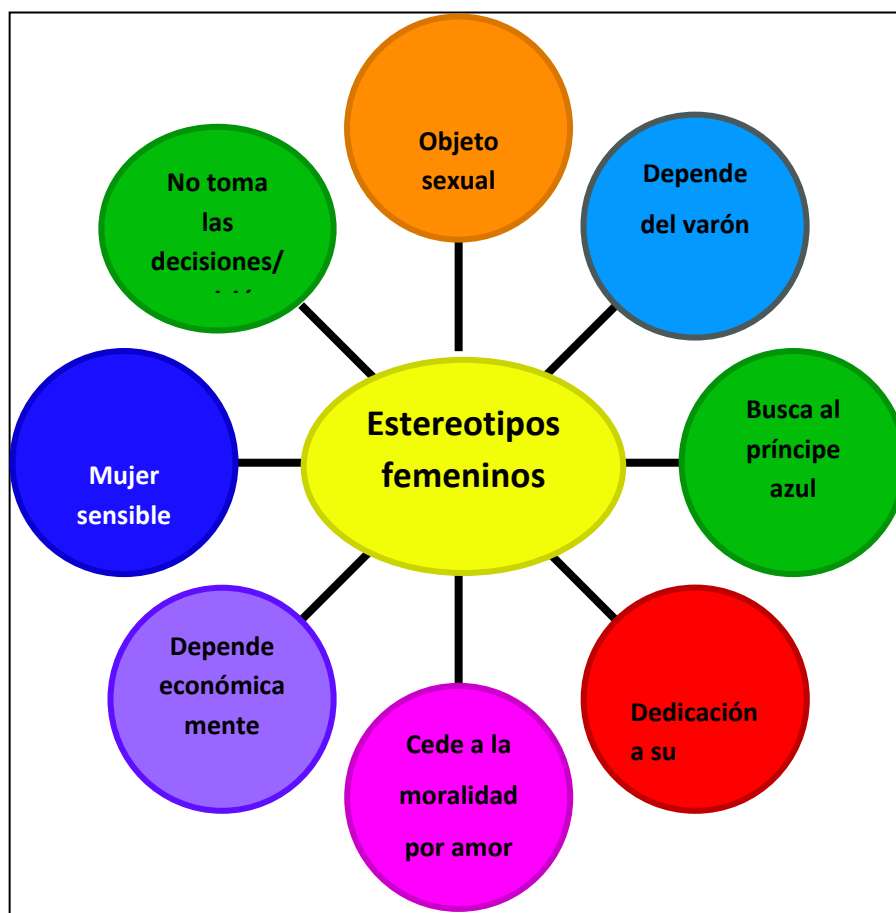 Objeto
sexual
Depende
del varón
No toma
las
decisiones/
Estereotipos
femeninos
Busca al
príncipe
azul
Mujer
sensible
Depende
económica
mente
Dedicación
a su
Cede a la
moralidad
por amor